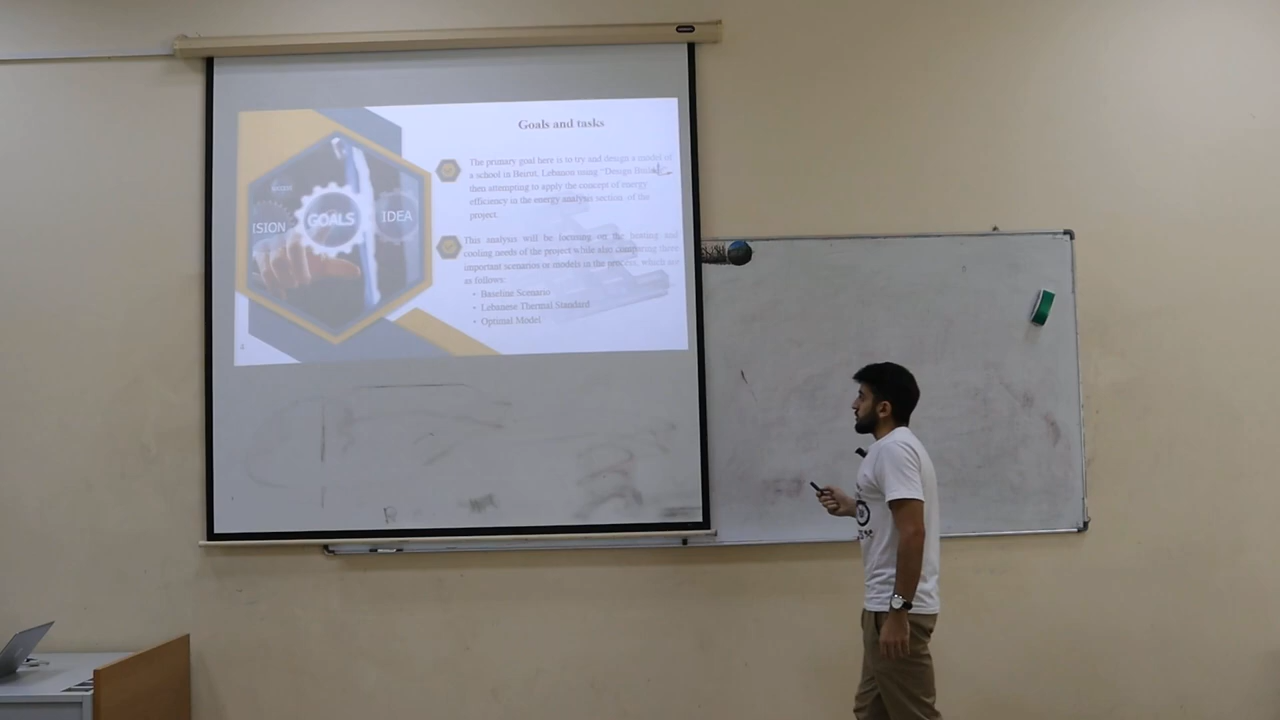 Goals and tasks
The primary goal here is to try and design a model of
a school in Beirut, Lebanon using "Design Builder"
then attempting to apply the concept of energy
efficiency in the energy analysis section of the
project.
This analysis will be focusing on the heating and
cooling needs of the project while also comparing three
important scenarios or models in the process, which are
as follows:
• Baseline Scenario
• Lebanese Thermal Standard
• Optimal Model
ISION
GOALS
IDEA